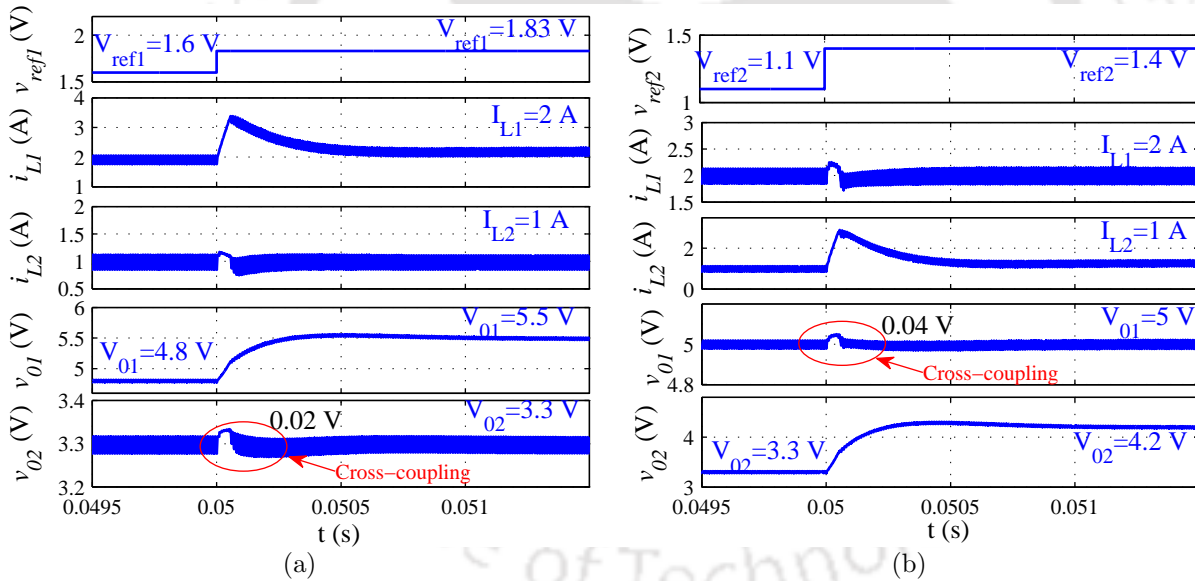 v_ref1 (V)
2
1.5
V_ref1=1.6 V
V_ref1=1.83 V
i_L1 (A)
4
3
2
1
I_L1=2 A
i_L2 (A)
2
1.5
1
0.5
I_L2=1 A
v_01 (V)
6
5.5
5
V_01=4.8 V
V_01=5.5 V
v_02 (V)
3.4
3.3
3.2
0.02 V
V_02=3.3 V
Cross−coupling
0.0495
0.05
0.0505
0.051
t (s)
(a)
v_ref2 (V)
1.5
1
V_ref2=1.1 V
V_ref2=1.4 V
i_L1 (A)
3
2.5
2
1.5
I_L1=2 A
i_L2 (A)
2
0
I_L2=1 A
v_01 (V)
5
4.8
0.04 V
V_01=5 V
Cross−coupling
v_02 (V)
4
3
V_02=3.3 V
V_02=4.2 V
0.0495
0.05
0.0505
0.051
t (s)
(b)
of Techno